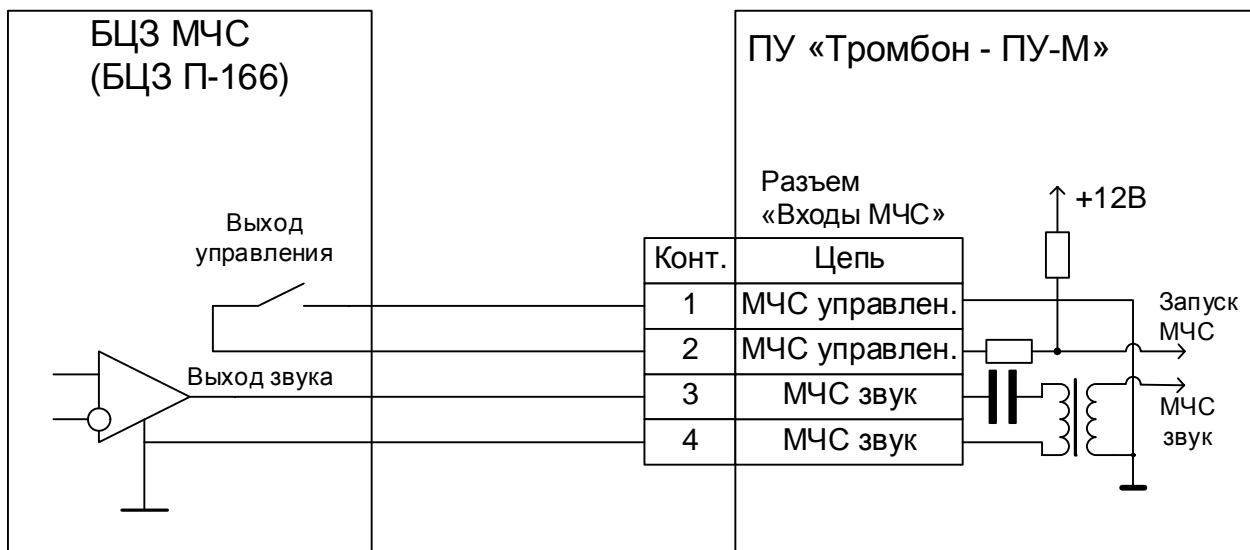 БЦЗ МЧС
(БЦЗ П-166)
ПУ «Тромбон - ПУ-М»
Разъем
«Входы МЧС»
+12В
Выход
управления
Конт.
Цепь
1
МЧС управлен.
2
МЧС управлен.
3
МЧС звук
4
МЧС звук
Запуск
МЧС
МЧС
звук
Выход звука